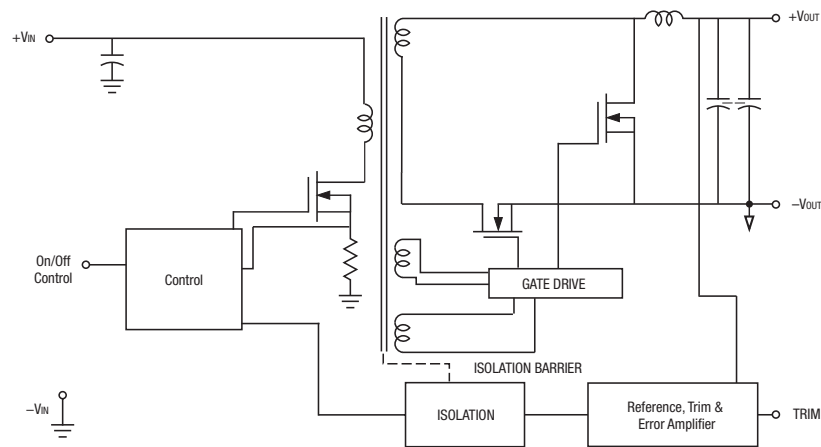 +VIN
+VOUT
−VOUT
On/Off
Control
Control
GATE DRIVE
ISOLATION BARRIER
−VIN
ISOLATION
Reference, Trim &
Error Amplifier
TRIM